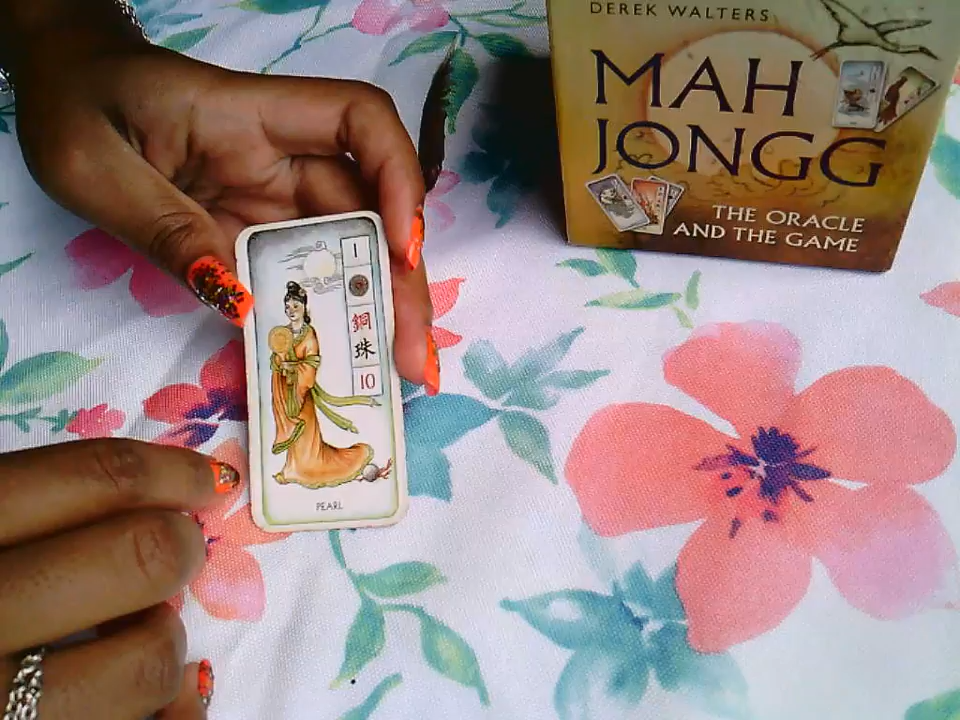 DEREK WALTERS
MAH
JONGG
THE ORACLE
AND THE GAME
1
銅
珠
10
PEARL